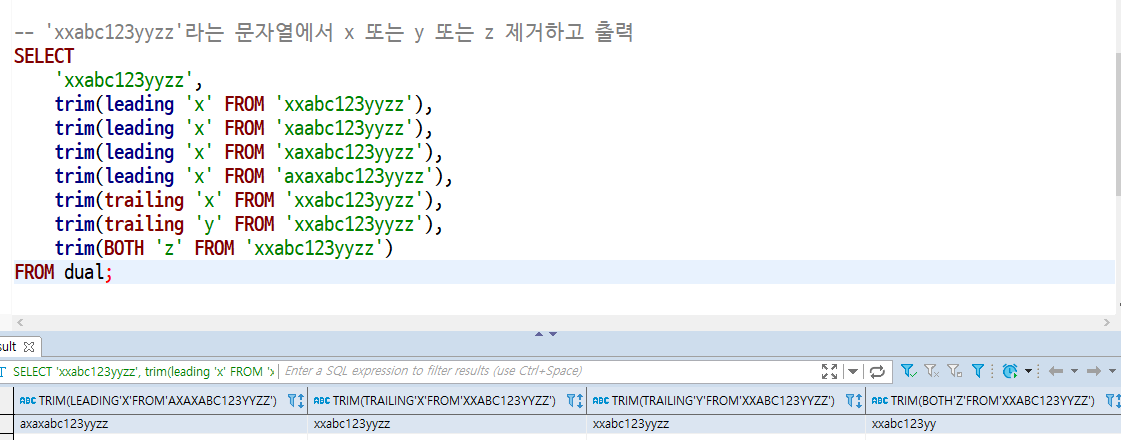 -- 'xxabc123yyzz'라는 문자열에서 x 또는 y 또는 z 제거하고 출력
SELECT
'xxabc123yyzz',
trim(leading 'x' FROM 'xxabc123yyzz'),
trim(leading 'x' FROM 'xaabc123yyzz'),
trim(leading 'x' FROM 'xaxabc123yyzz'),
trim(leading 'x' FROM 'axaxabc123yyzz'),
trim(trailing 'x' FROM 'xxabc123yyzz'),
trim(trailing 'y' FROM 'xxabc123yyzz'),
trim(BOTH 'z' FROM 'xxabc123yyzz')
FROM dual;
sult
T SELECT 'xxabc123yyzz', trim(leading 'x' FROM 'x Enter a SQL expression to filter results (use Ctrl+Space)
ABC TRIM(LEADING'X'FROM'AXAXABC123YYZZ') ABC TRIM(TRAILING'X'FROM'XXABC123YYZZ') ABC TRIM(TRAILING'Y'FROM'XXABC123YYZZ') ABC TRIM(BOTH'Z'FROM'XXABC123YYZZ')
axaxabc123yyzz xxabc123yyzz xxabc123yyzz xxabc123yy